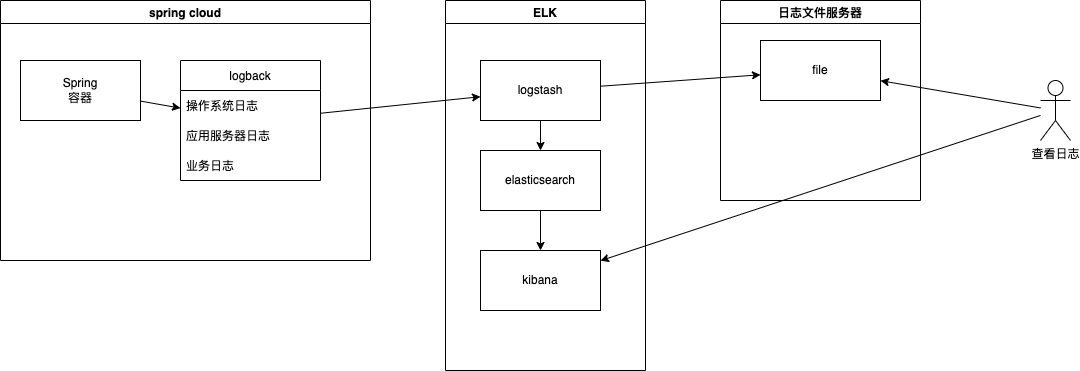 spring cloud
Spring
容器
logback
操作系统日志
应用服务器日志
业务日志
ELK
logstash
elasticsearch
kibana
日志文件服务器
file
查看日志